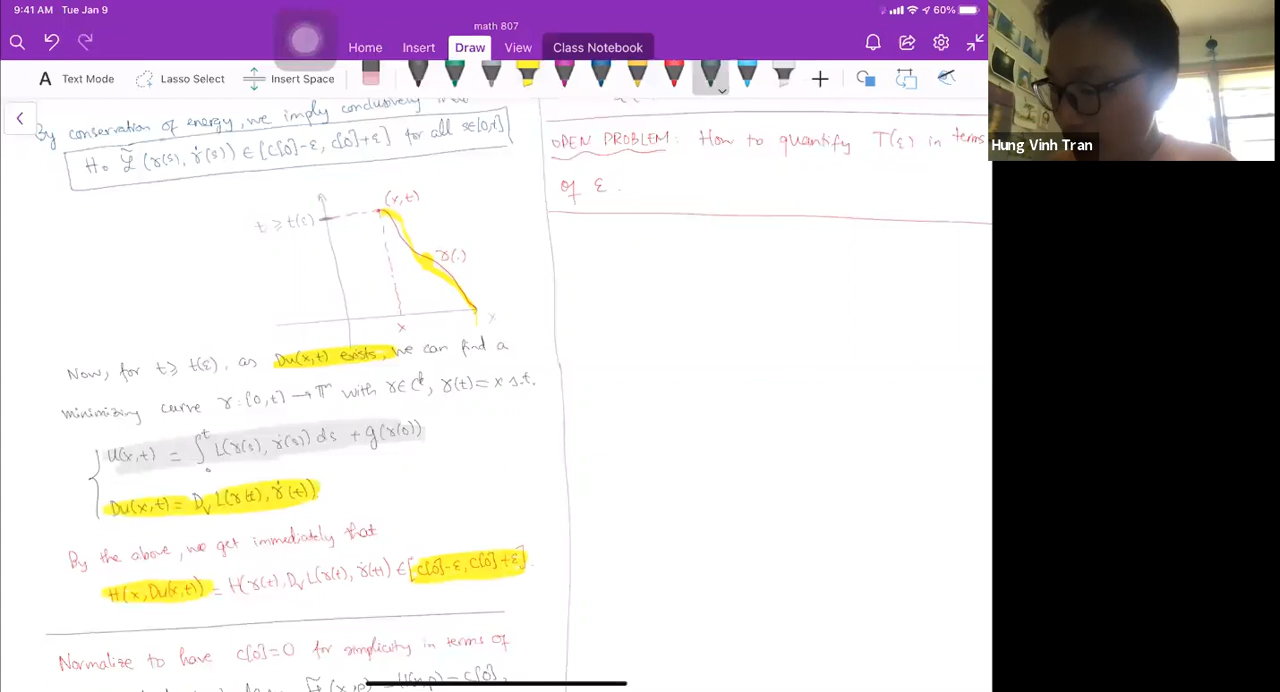 9:41 AM Tue Jan 9
60%
math 807
Home Insert Draw View Class Notebook
Text Mode Lasso Select Insert Space
By conservation of energy, we imply conclusively
H∘ℒ̃ (γ(s), γ̇(s)) ∈ [c[0]-ε, c[0]+ε] for all s∈[0,t]
(x,t)
t ≥ t(ε)
γ(.)
x
x
Now, for t ≥ t(ε), as Du(x,t) exists, we can find a
minimizing curve γ: [0,t] → 𝕋ⁿ with γ∈C¹, γ(t)=x s.t.
u(x,t) = ∫₀ᵗ L(γ(s), γ̇(s)) ds + g(γ(0))
Du(x,t) = DᵥL(γ(t), γ̇(t)).
By the above, we get immediately that
H(x,Du(x,t)) = H(γ(t), DᵥL(γ(t), γ̇(t)) ∈ [c[0]-ε, c[0]+ε].
Normalize to have c[0]=0 for simplicity in terms of
(x,p) = H(x,p) - c[0],
OPEN PROBLEM: How to quantify T(ε) in terms
of ε.
Hung Vinh Tran